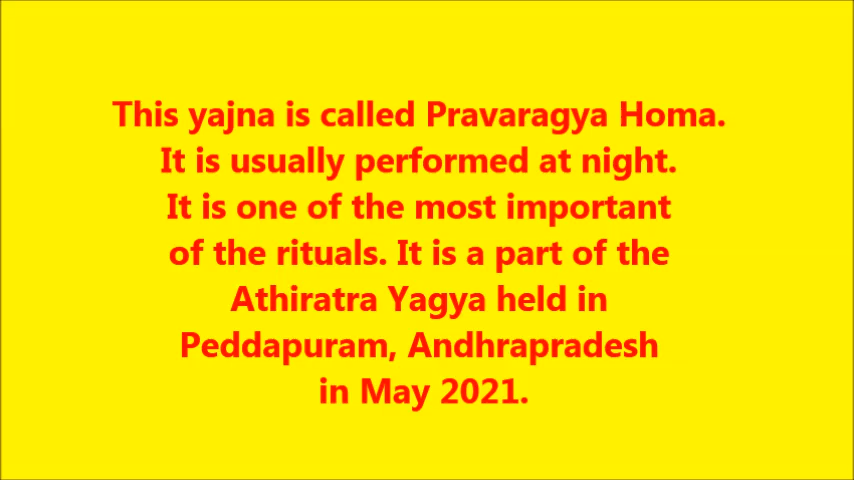 This yajna is called Pravaragya Homa.
It is usually performed at night.
It is one of the most important
of the rituals. It is a part of the
Athiratra Yagya held in
Peddapuram, Andhrapradesh
in May 2021.